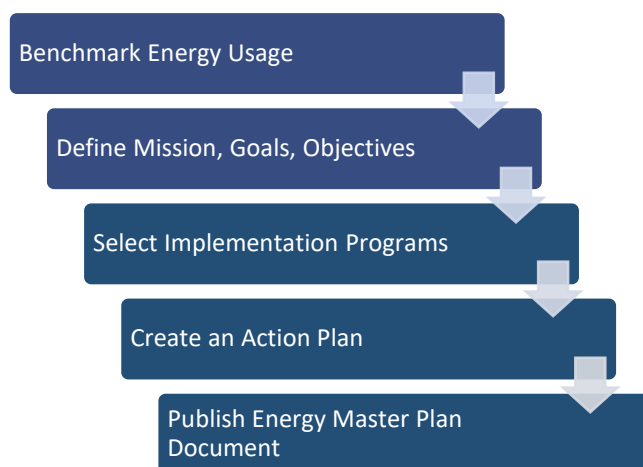 Benchmark Energy Usage
Define Mission, Goals, Objectives
Select Implementation Programs
Create an Action Plan
Publish Energy Master Plan
Document